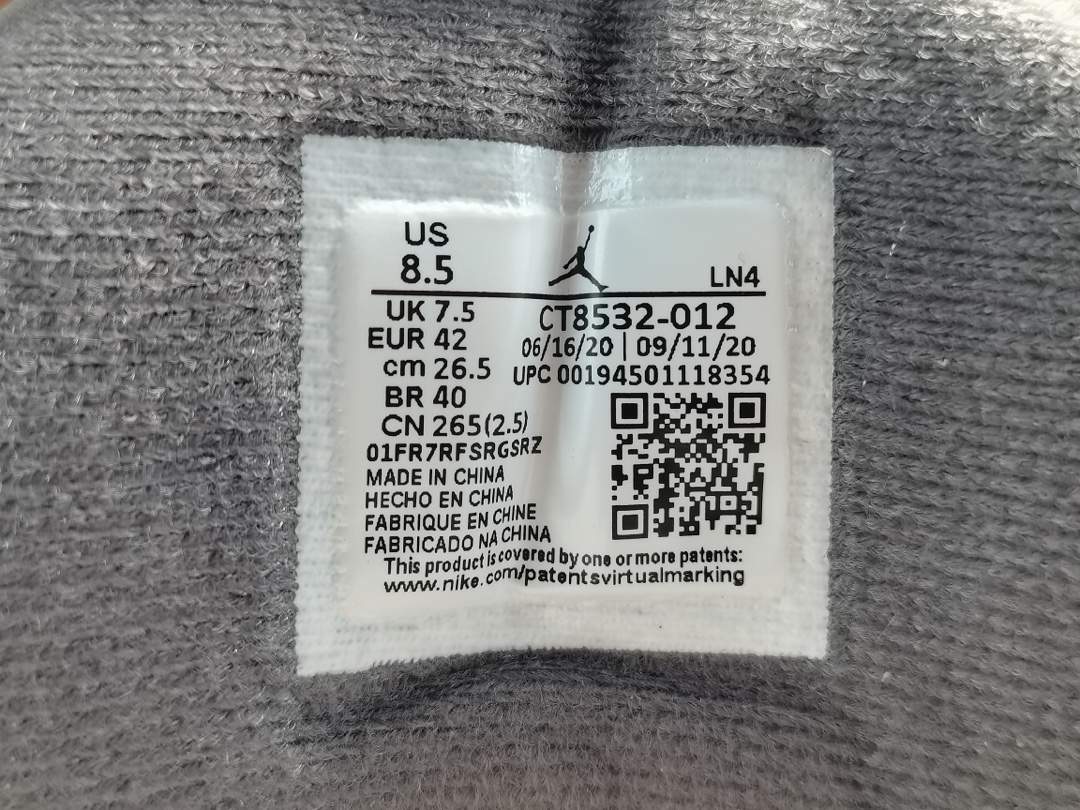 US
8.5
LN4
UK 7.5
CT8532-012
EUR 42
06/16/20 | 09/11/20
cm 26.5
UPC 00194501118354
BR 40
CN 265(2.5)
01FR7RFSRGSRZ
MADE IN CHINA
HECHO EN CHINA
FABRIQUE EN CHINE
FABRICADO NA CHINA
This product is covered by one or more patents:
www.nike.com/patentsvirtualmarking